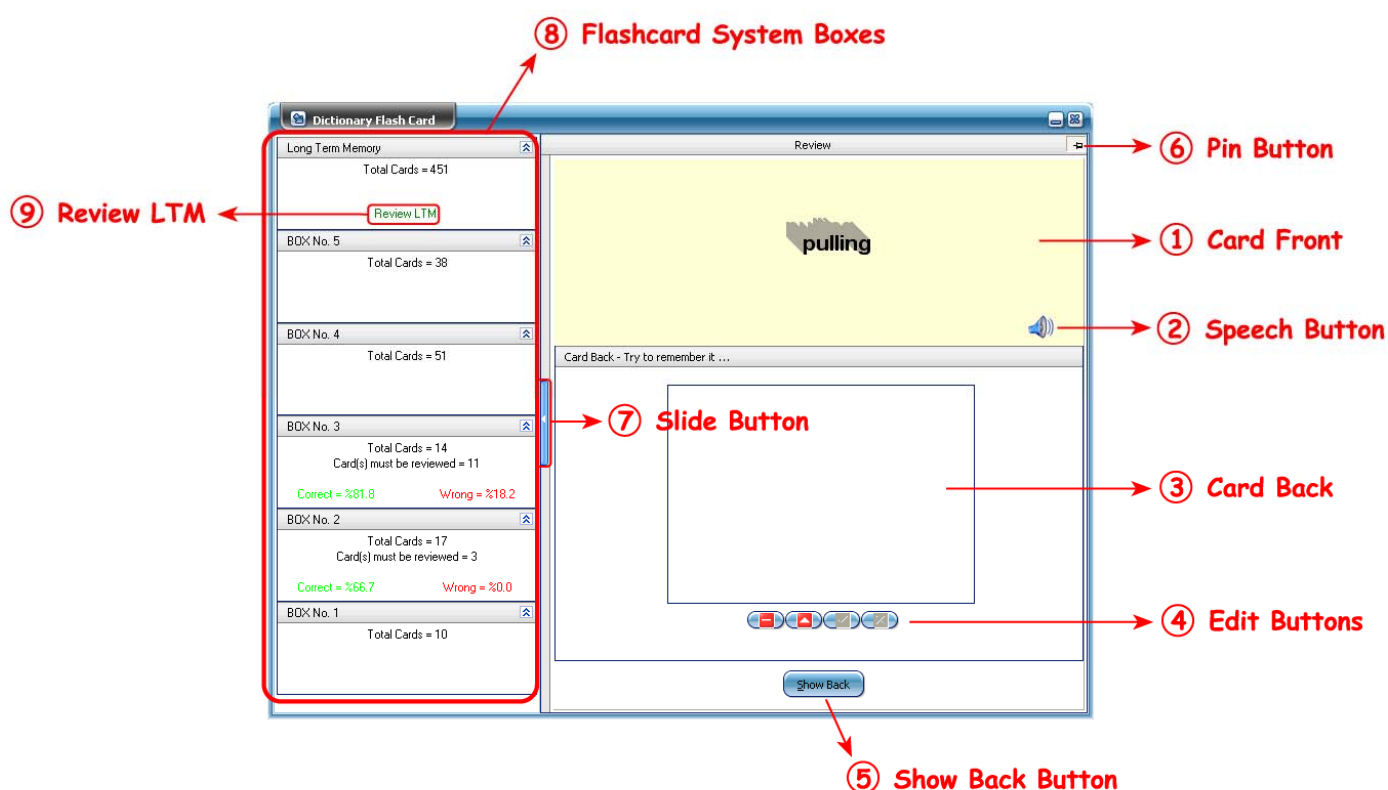 ⑧ Flashcard System Boxes
Dictionary Flash Card
Long Term Memory
Total Cards = 451
Review LTM
⑨ Review LTM
BOX No. 5
Total Cards = 38
BOX No. 4
Total Cards = 51
BOX No. 3
Total Cards = 14
Card(s) must be reviewed = 11
Correct = %81.8 Wrong = %18.2
BOX No. 2
Total Cards = 17
Card(s) must be reviewed = 3
Correct = %66.7 Wrong = %0.0
BOX No. 1
Total Cards = 10
Review
⑥ Pin Button
pulling
① Card Front
② Speech Button
Card Back - Try to remember it ...
⑦ Slide Button
③ Card Back
④ Edit Buttons
Show Back
⑤ Show Back Button